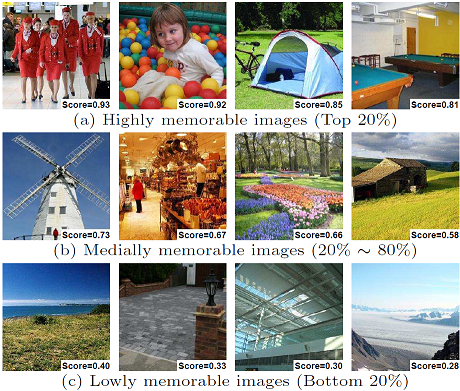 Score=0.93
Score=0.92
Score=0.85
Score=0.81
(a) Highly memorable images (Top 20%)
Score=0.73
Score=0.67
Score=0.66
Score=0.58
(b) Medially memorable images (20% ∼ 80%)
Score=0.40
Score=0.33
Score=0.30
Score=0.28
(c) Lowly memorable images (Bottom 20%)